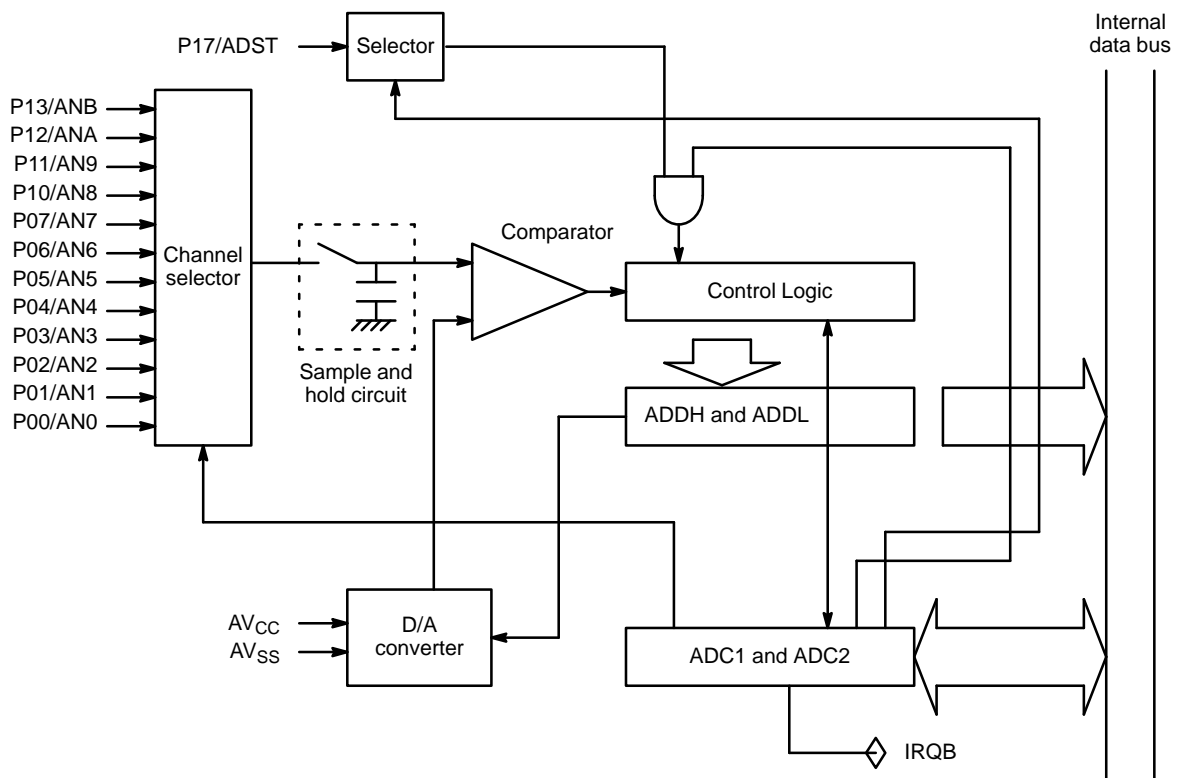 Internal
data bus
P17/ADST
Selector
P13/ANB
P12/ANA
P11/AN9
P10/AN8
P07/AN7
P06/AN6
P05/AN5
P04/AN4
P03/AN3
P02/AN2
P01/AN1
P00/AN0
Channel
selector
Sample and
hold circuit
Comparator
Control Logic
ADDH and ADDL
AVCC
AVSS
D/A
converter
ADC1 and ADC2
IRQB